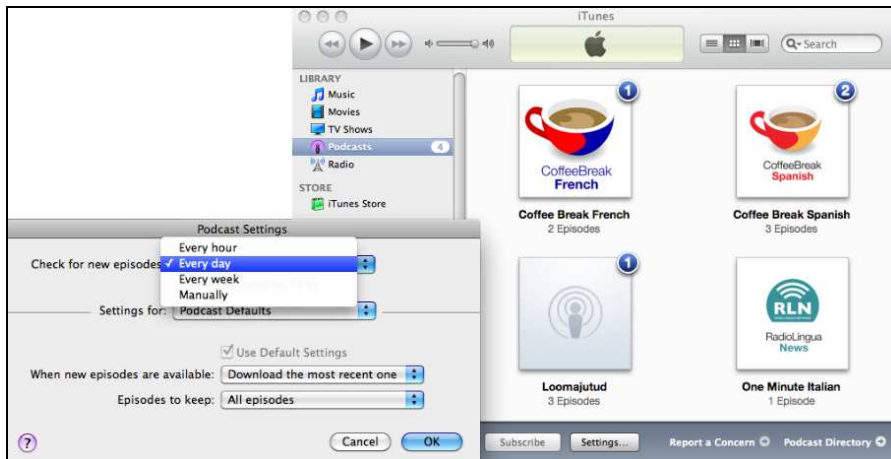 iTunes
Search
LIBRARY
Music
Movies
TV Shows
Podcasts 4
Radio
STORE
iTunes Store
1
CoffeeBreak
French
Coffee Break French
2 Episodes
2
CoffeeBreak
Spanish
Coffee Break Spanish
3 Episodes
1
Loomajutud
3 Episodes
RLN
RadioLingua
News
One Minute Italian
1 Episode
Podcast Settings
Check for new episodes
Every hour
✓ Every day
Every week
Manually
Settings for: Podcast Defaults
Use Default Settings
When new episodes are available: Download the most recent one
Episodes to keep: All episodes
?
Cancel
OK
Subscribe
Settings...
Report a Concern
Podcast Directory